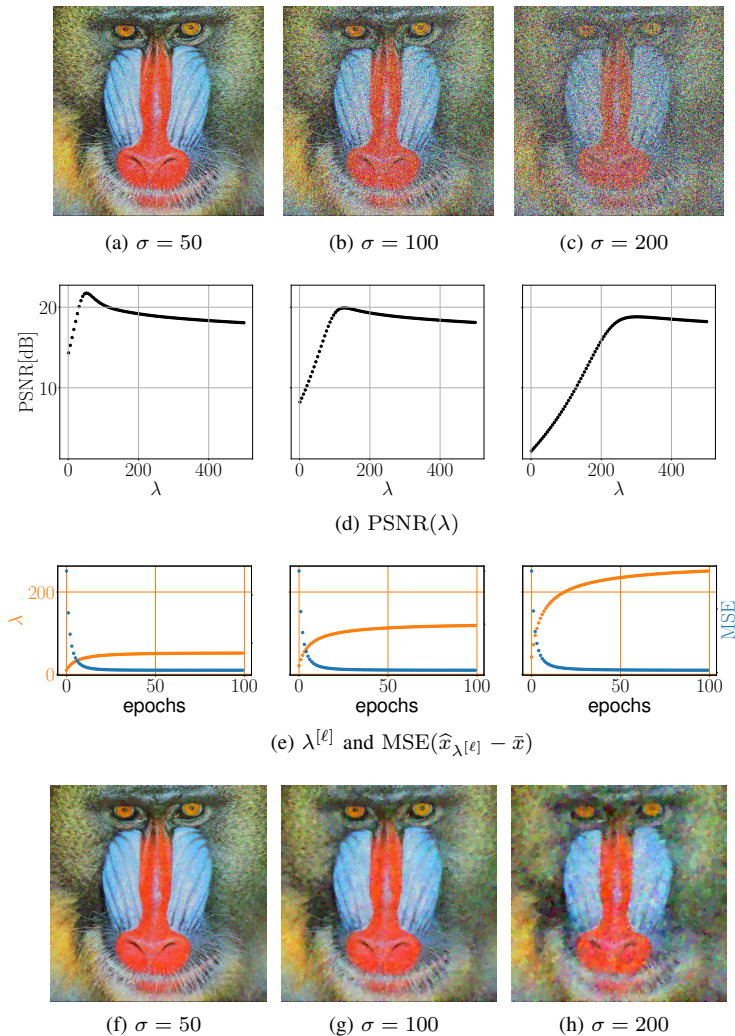 (a) σ = 50
(b) σ = 100
(c) σ = 200
PSNR[dB]
20
10
0 200 400
λ
0 200 400
λ
0 200 400
λ
(d) PSNR(λ)
λ
200
0
0 50 100
epochs
0 50 100
epochs
0 50 100
epochs
MSE
(e) λ^[ℓ] and MSE(x̂_λ^[ℓ] − x̄)
(f) σ = 50
(g) σ = 100
(h) σ = 200